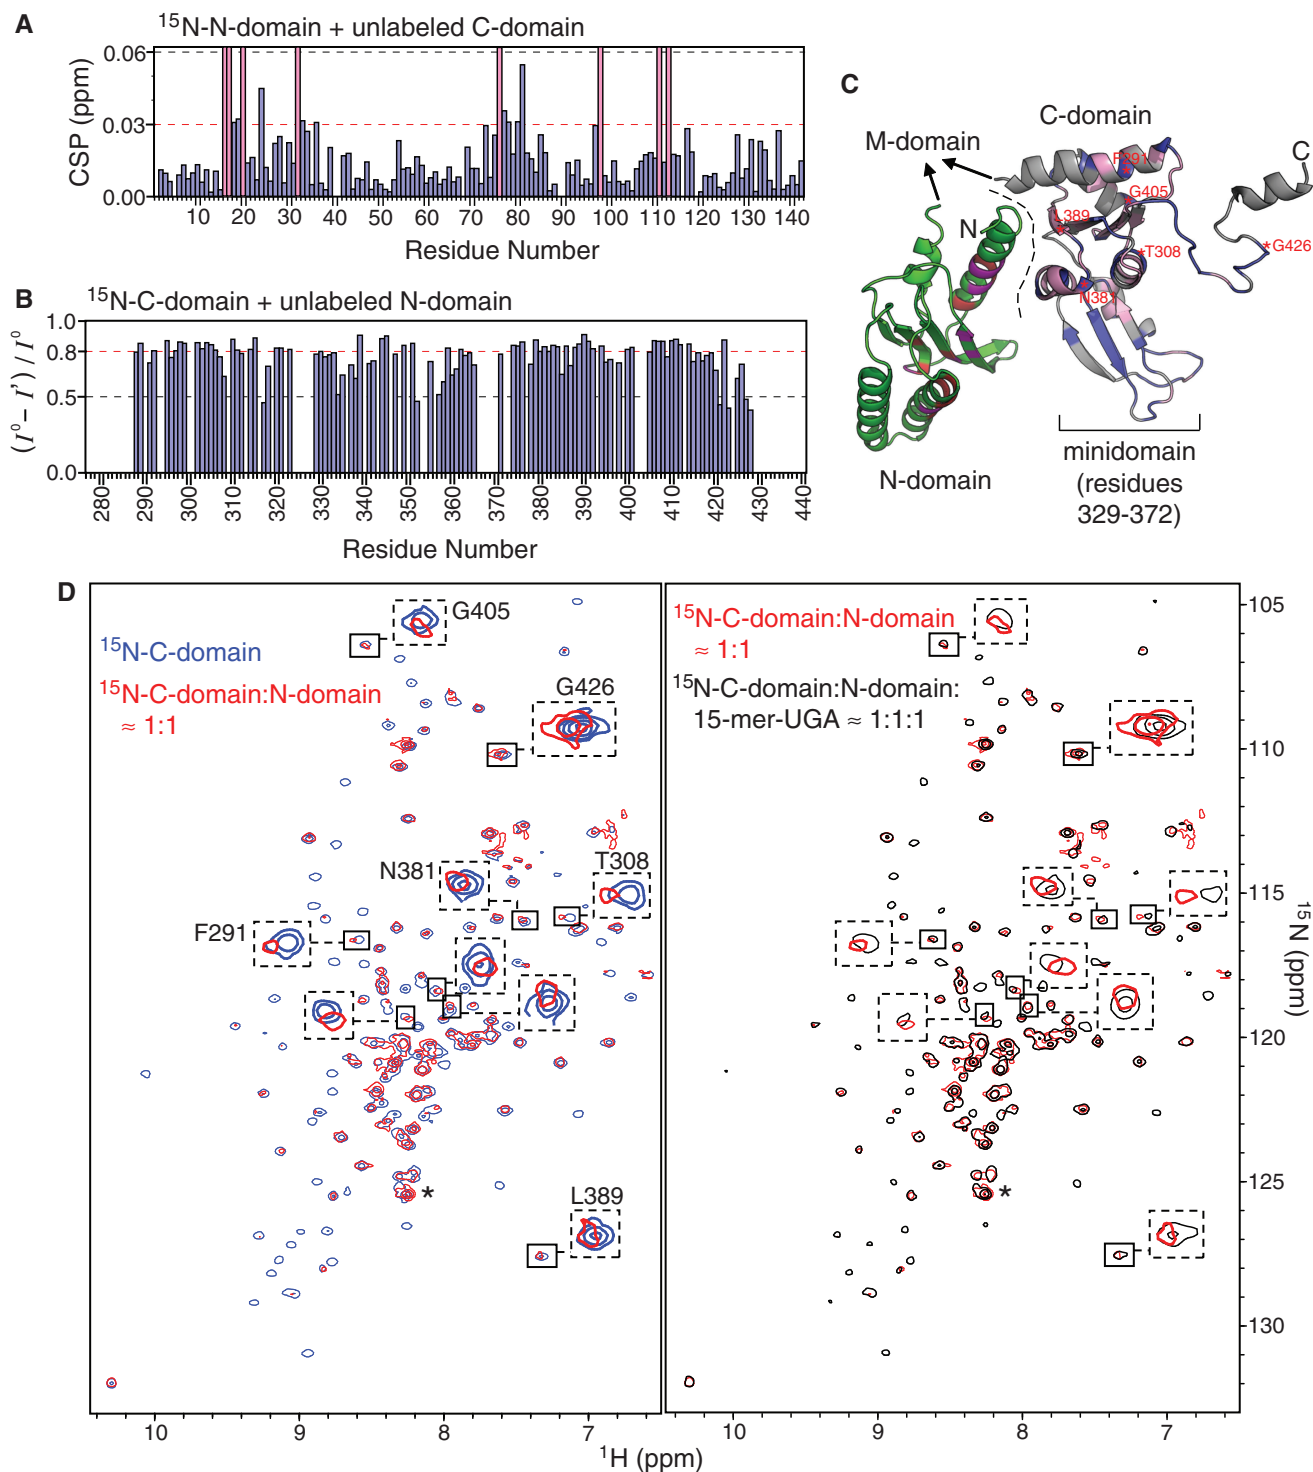 A
¹⁵N-N-domain + unlabeled C-domain
CSP (ppm)
0.06
0.03
0.00
10 20 30 40 50 60 70 80 90 100 110 120 130 140
Residue Number
B
¹⁵N-C-domain + unlabeled N-domain
(I⁰ – I') / I⁰
1.0
0.8
0.5
0.0
280 290 300 310 320 330 340 350 360 370 380 390 400 410 420 430 440
Residue Number
C
C-domain
M-domain
F291
C
G405
L389
N
*G426
*T308
N381
N-domain
minidomain
(residues
329-372)
D
¹⁵N-C-domain
¹⁵N-C-domain:N-domain
≈ 1:1
G405
G426
N381
T308
F291
*
L389
10 9 8 7
¹⁵N-C-domain:N-domain
≈ 1:1
¹⁵N-C-domain:N-domain:
15-mer-UGA ≈ 1:1:1
*
10 9 8 7
105
110
115
120
125
130
¹⁵N (ppm)
¹H (ppm)